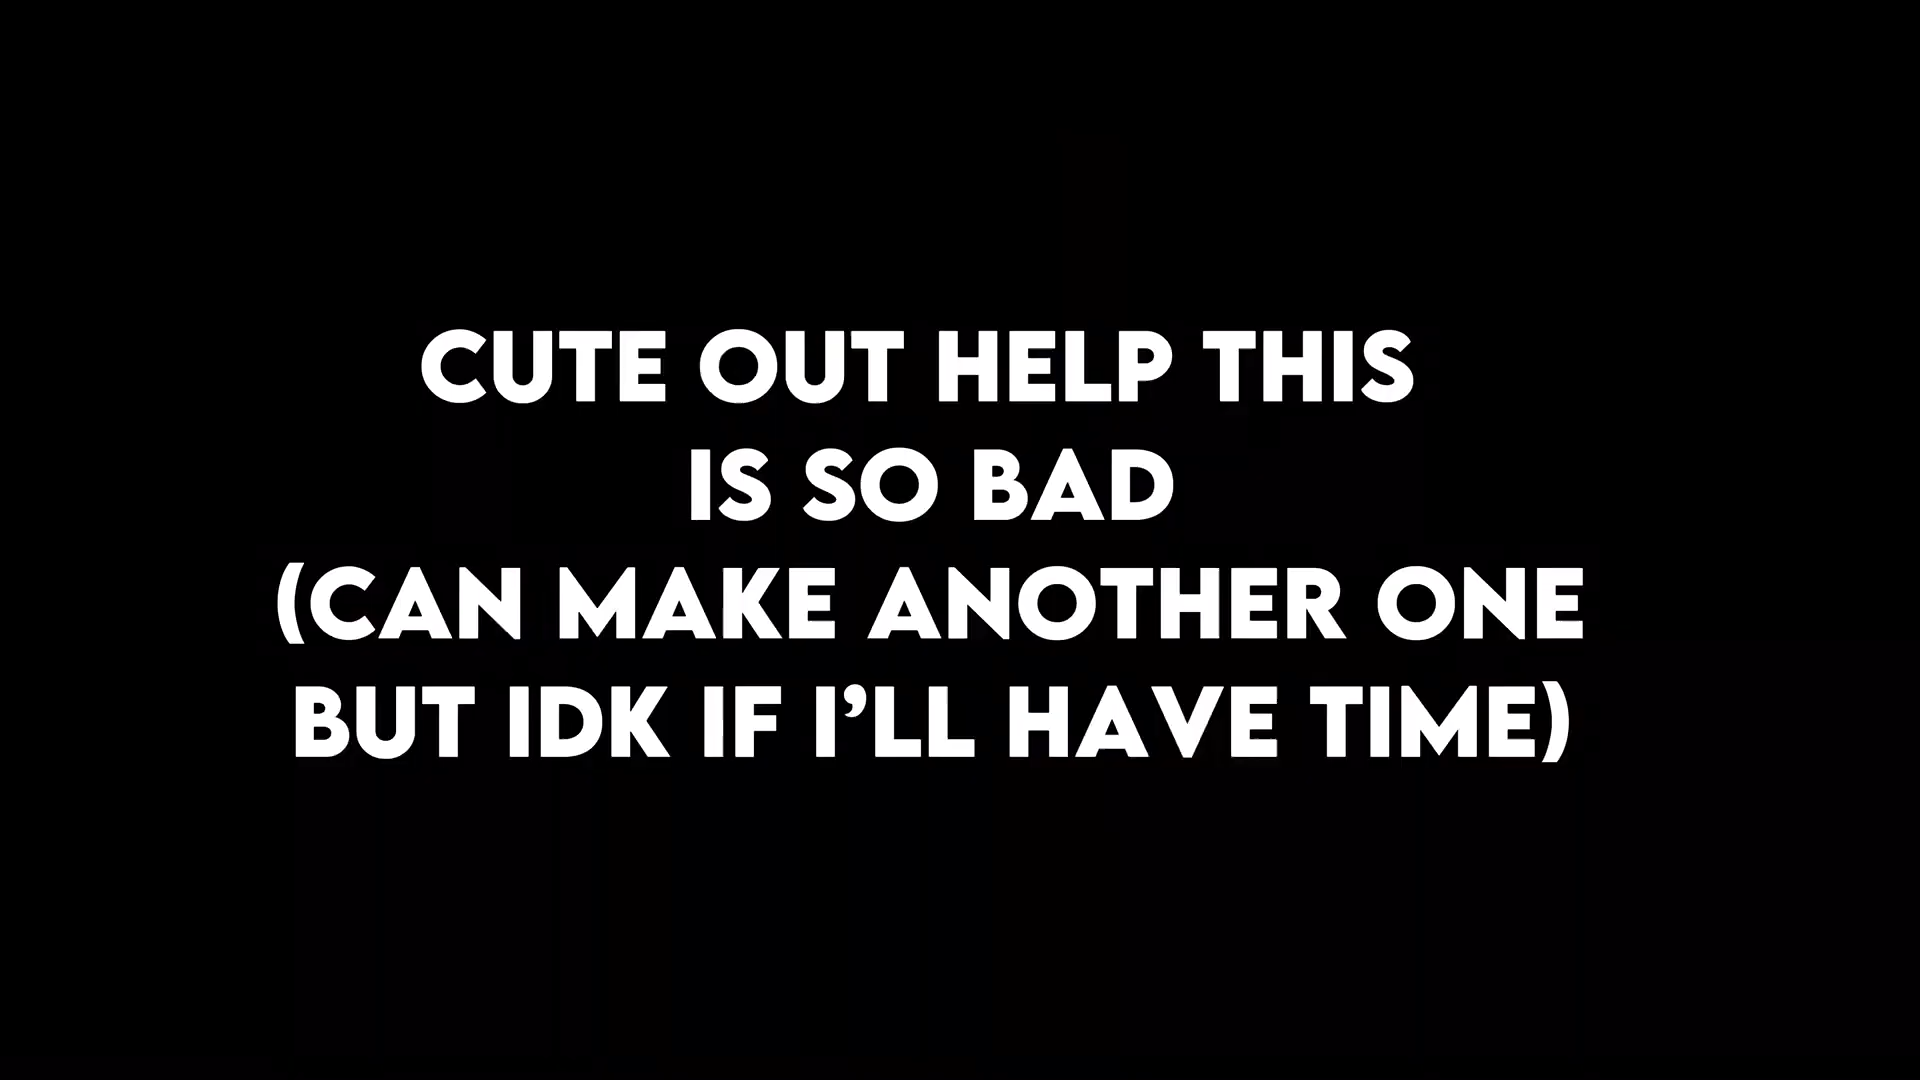 CUTE OUT HELP THIS
IS SO BAD
(CAN MAKE ANOTHER ONE
BUT IDK IF I’LL HAVE TIME)